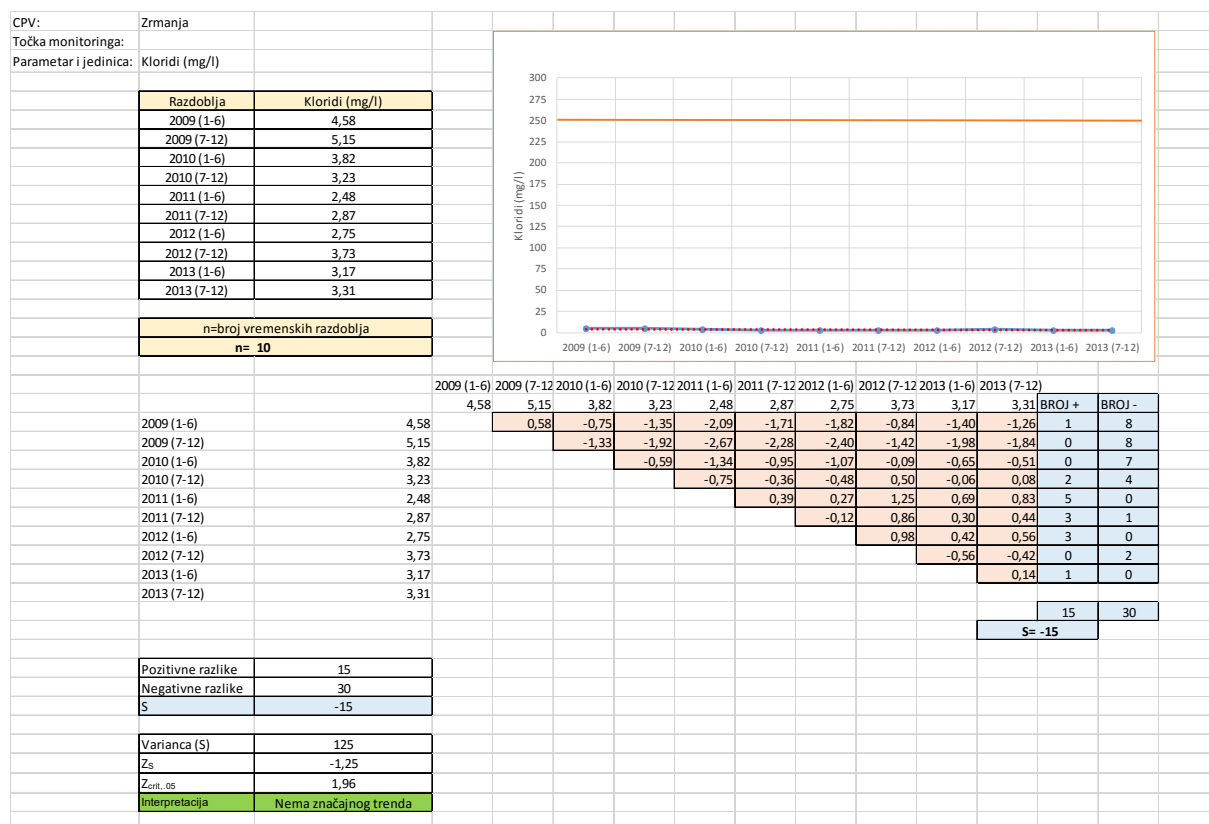 CPV: Zrmanja
Točka monitoringa:
Parametar i jedinica: Kloridi (mg/l)
Razdoblja Kloridi (mg/l)
2009 (1-6) 4,58
2009 (7-12) 5,15
2010 (1-6) 3,82
2010 (7-12) 3,23
2011 (1-6) 2,48
2011 (7-12) 2,87
2012 (1-6) 2,75
2012 (7-12) 3,73
2013 (1-6) 3,17
2013 (7-12) 3,31
n=broj vremenskih razdoblja
n= 10
Kloridi (mg/l)
300
275
250
225
200
175
150
125
100
75
50
25
0
2009 (1-6) 2009 (7-12) 2010 (1-6) 2010 (7-12) 2011 (1-6) 2011 (7-12) 2012 (1-6) 2012 (7-12) 2013 (1-6) 2013 (7-12)
2009 (1-6) 2009 (7-12 2010 (1-6) 2010 (7-12 2011 (1-6) 2011 (7-12 2012 (1-6) 2012 (7-12 2013 (1-6) 2013 (7-12)
4,58 5,15 3,82 3,23 2,48 2,87 2,75 3,73 3,17 3,31 BROJ + BROJ -
2009 (1-6) 4,58 0,58 -0,75 -1,35 -2,09 -1,71 -1,82 -0,84 -1,40 -1,26 1 8
2009 (7-12) 5,15 -1,33 -1,92 -2,67 -2,28 -2,40 -1,42 -1,98 -1,84 0 8
2010 (1-6) 3,82 -0,59 -1,34 -0,95 -1,07 -0,09 -0,65 -0,51 0 7
2010 (7-12) 3,23 -0,75 -0,36 -0,48 0,50 -0,06 0,08 2 4
2011 (1-6) 2,48 0,39 0,27 1,25 0,69 0,83 5 0
2011 (7-12) 2,87 -0,12 0,86 0,30 0,44 3 1
2012 (1-6) 2,75 0,98 0,42 0,56 3 0
2012 (7-12) 3,73 -0,56 -0,42 0 2
2013 (1-6) 3,17 0,14 1 0
2013 (7-12) 3,31
15 30
S= -15
Pozitivne razlike 15
Negativne razlike 30
S -15
Varianca (S) 125
Zs -1,25
Zcrit,.05 1,96
Interpretacija Nema značajnog trenda